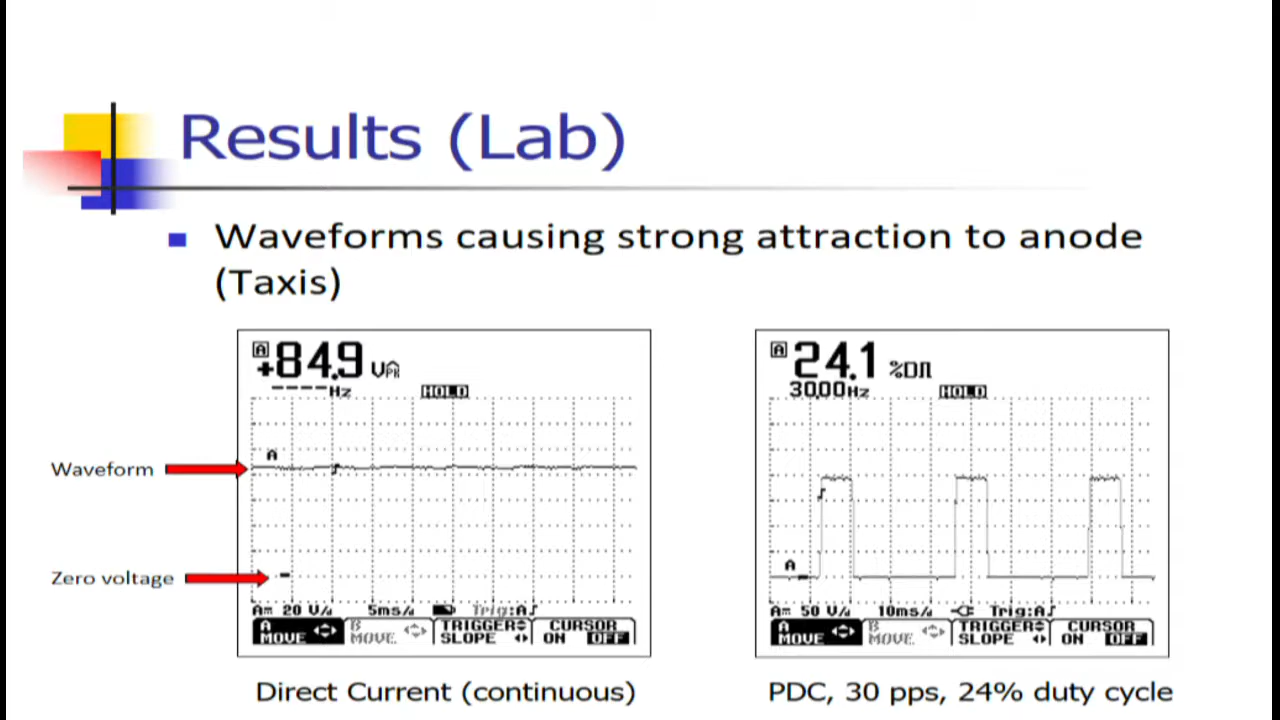 Results (Lab)
Waveforms causing strong attraction to anode
(Taxis)
A
+84.9 VPK
----Hz
HOLD
A
Waveform
Zero voltage
A= 20 V/d 5ms/d Trig:A
A MOVE
B MOVE
TRIGGER SLOPE
CURSOR ON OFF
Direct Current (continuous)
A
24.1 %
30.00Hz
HOLD
A
A= 50 V/d 10ms/d Trig:A
A MOVE
B MOVE
TRIGGER SLOPE
CURSOR ON OFF
PDC, 30 pps, 24% duty cycle